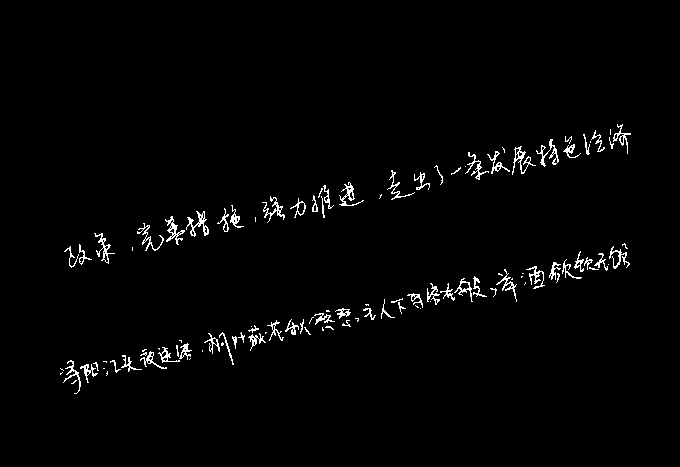 政策,完善措施,强力推进,走出了一条发展特色经济
浔阳江头夜送客,枫叶荻花秋瑟瑟,主人下马客在船,举酒欲饮无管